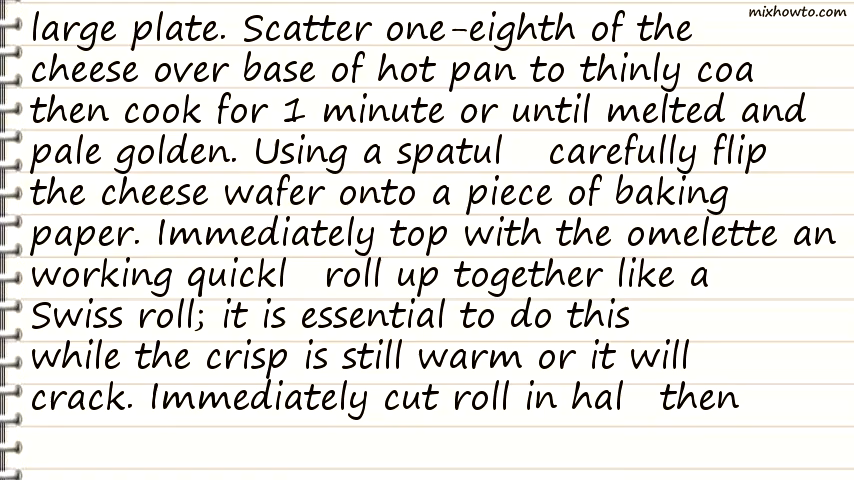 mixhowto.com
large plate. Scatter one-eighth of the
cheese over base of hot pan to thinly coa
then cook for 1 minute or until melted and
pale golden. Using a spatul carefully flip
the cheese wafer onto a piece of baking
paper. Immediately top with the omelette an
working quickl roll up together like a
Swiss roll; it is essential to do this
while the crisp is still warm or it will
crack. Immediately cut roll in hal then